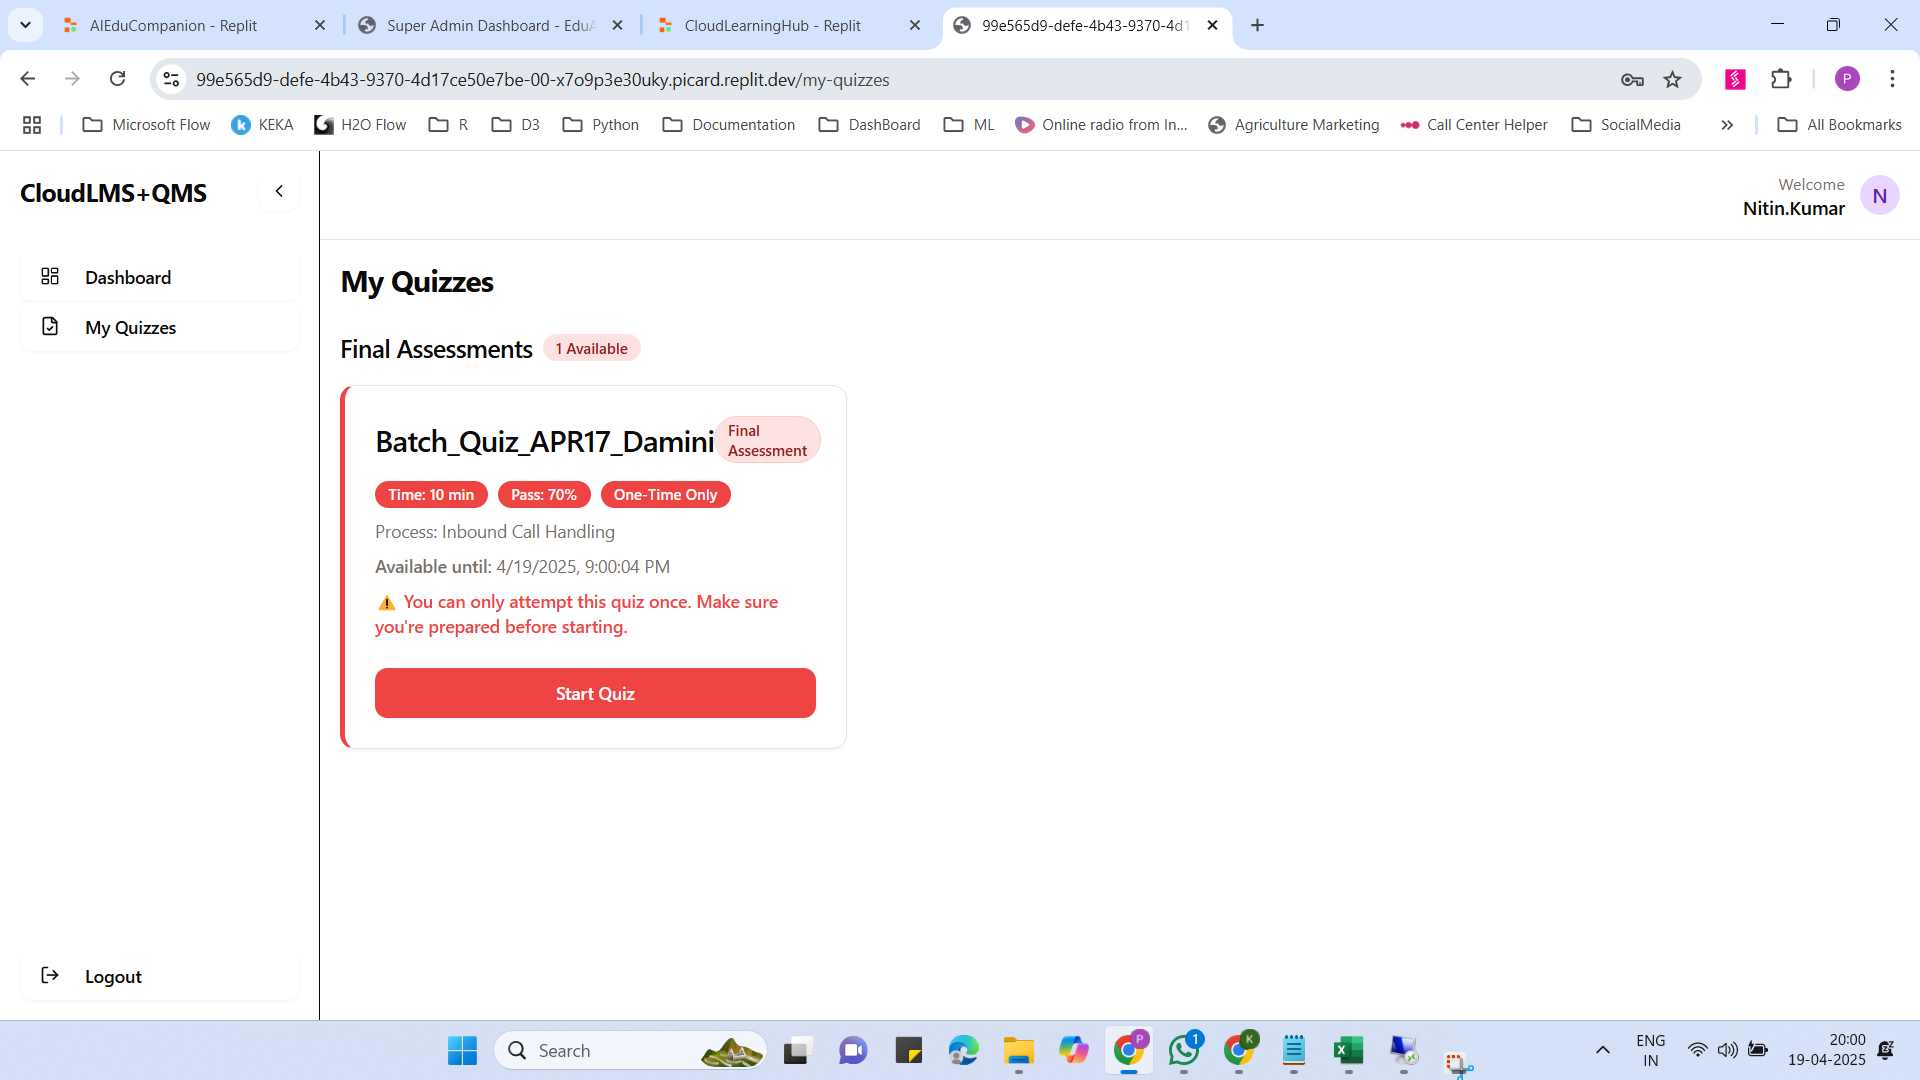 AIEduCompanion - Replit
Super Admin Dashboard - EduA
CloudLearningHub - Replit
99e565d9-defe-4b43-9370-4d1
99e565d9-defe-4b43-9370-4d17ce50e7be-00-x7o9p3e30uky.picard.replit.dev/my-quizzes
P
Microsoft Flow
KEKA
H2O Flow
R
D3
Python
Documentation
DashBoard
ML
Online radio from In...
Agriculture Marketing
Call Center Helper
SocialMedia
All Bookmarks
CloudLMS+QMS
Welcome
Nitin.Kumar
N
Dashboard
My Quizzes
Logout
My Quizzes
Final Assessments
1 Available
Batch_Quiz_APR17_Damini
Final
Assessment
Time: 10 min
Pass: 70%
One-Time Only
Process: Inbound Call Handling
Available until: 4/19/2025, 9:00:04 PM
⚠️ You can only attempt this quiz once. Make sure
you're prepared before starting.
Start Quiz
Search
P
1
K
ENG
IN
20:00
19-04-2025